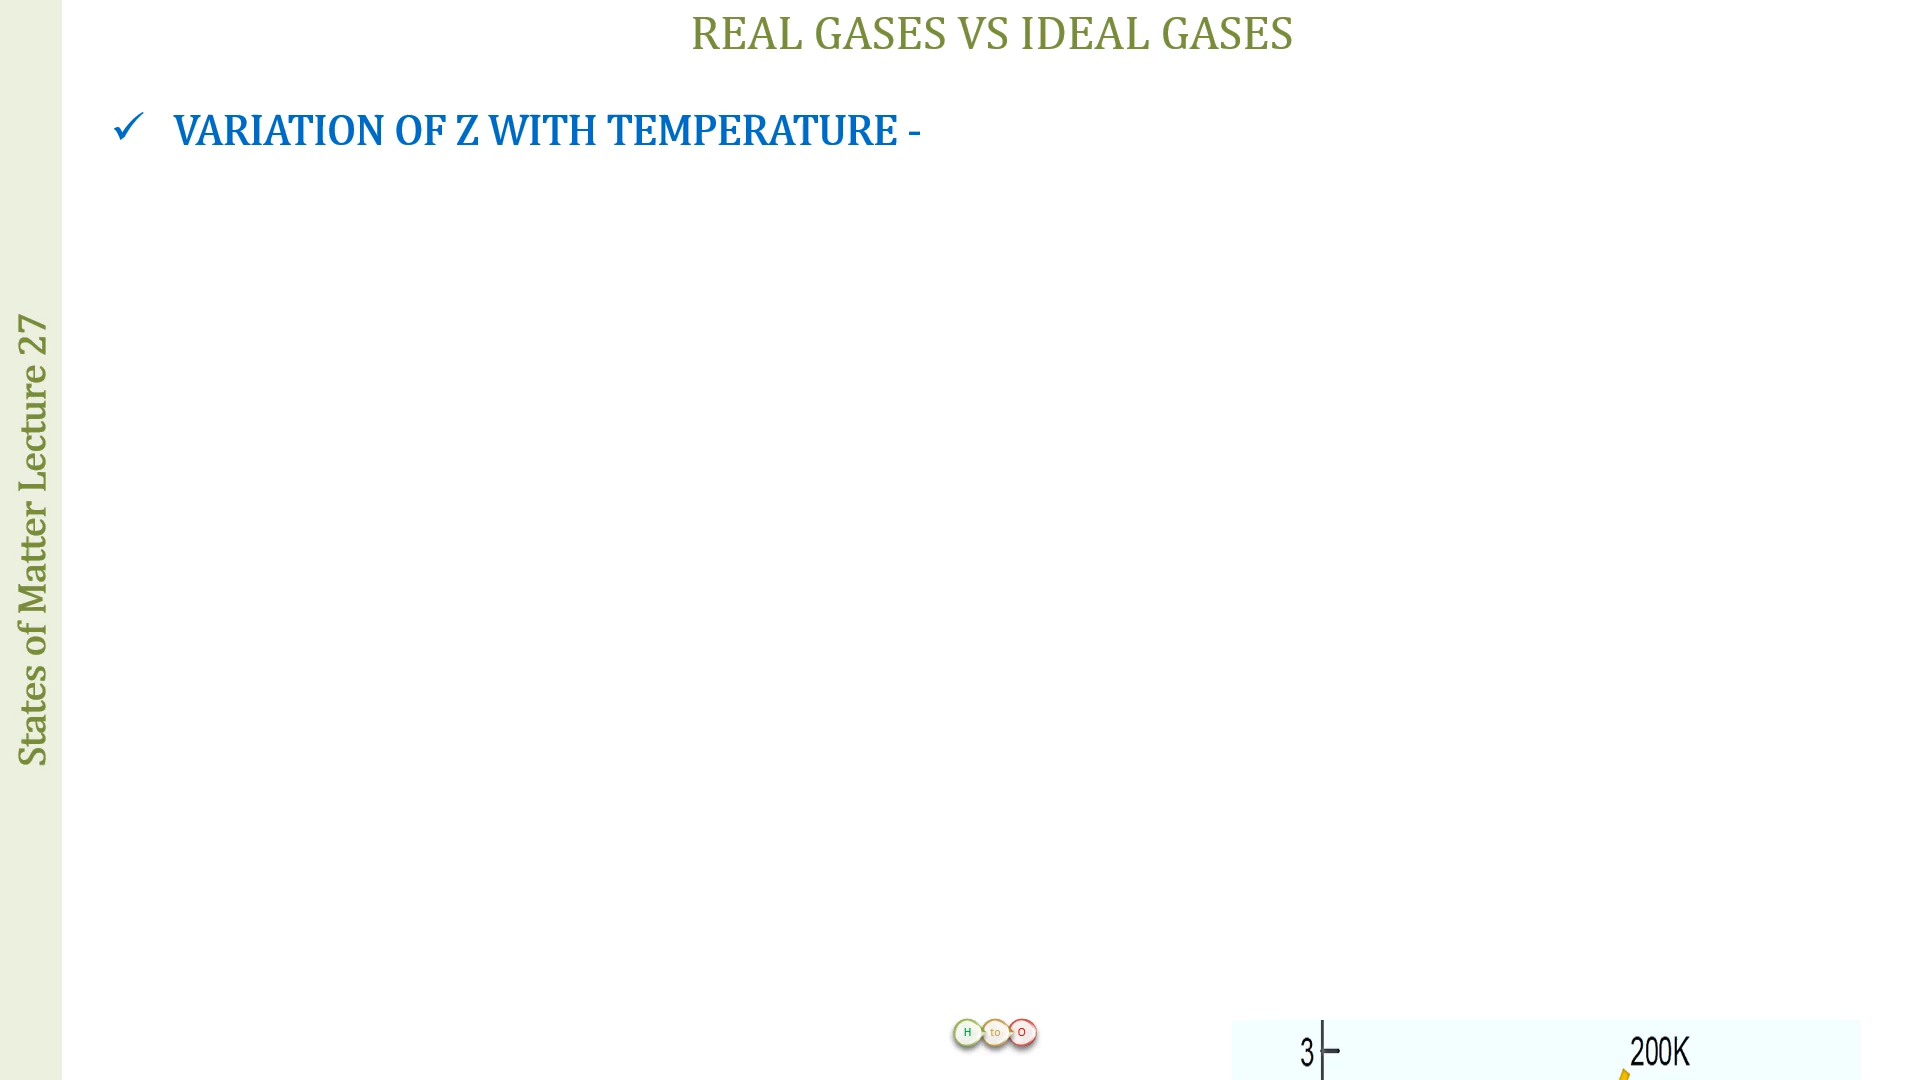 REAL GASES VS IDEAL GASES
✓ VARIATION OF Z WITH TEMPERATURE -
States of Matter Lecture 27
H to O
3
200K